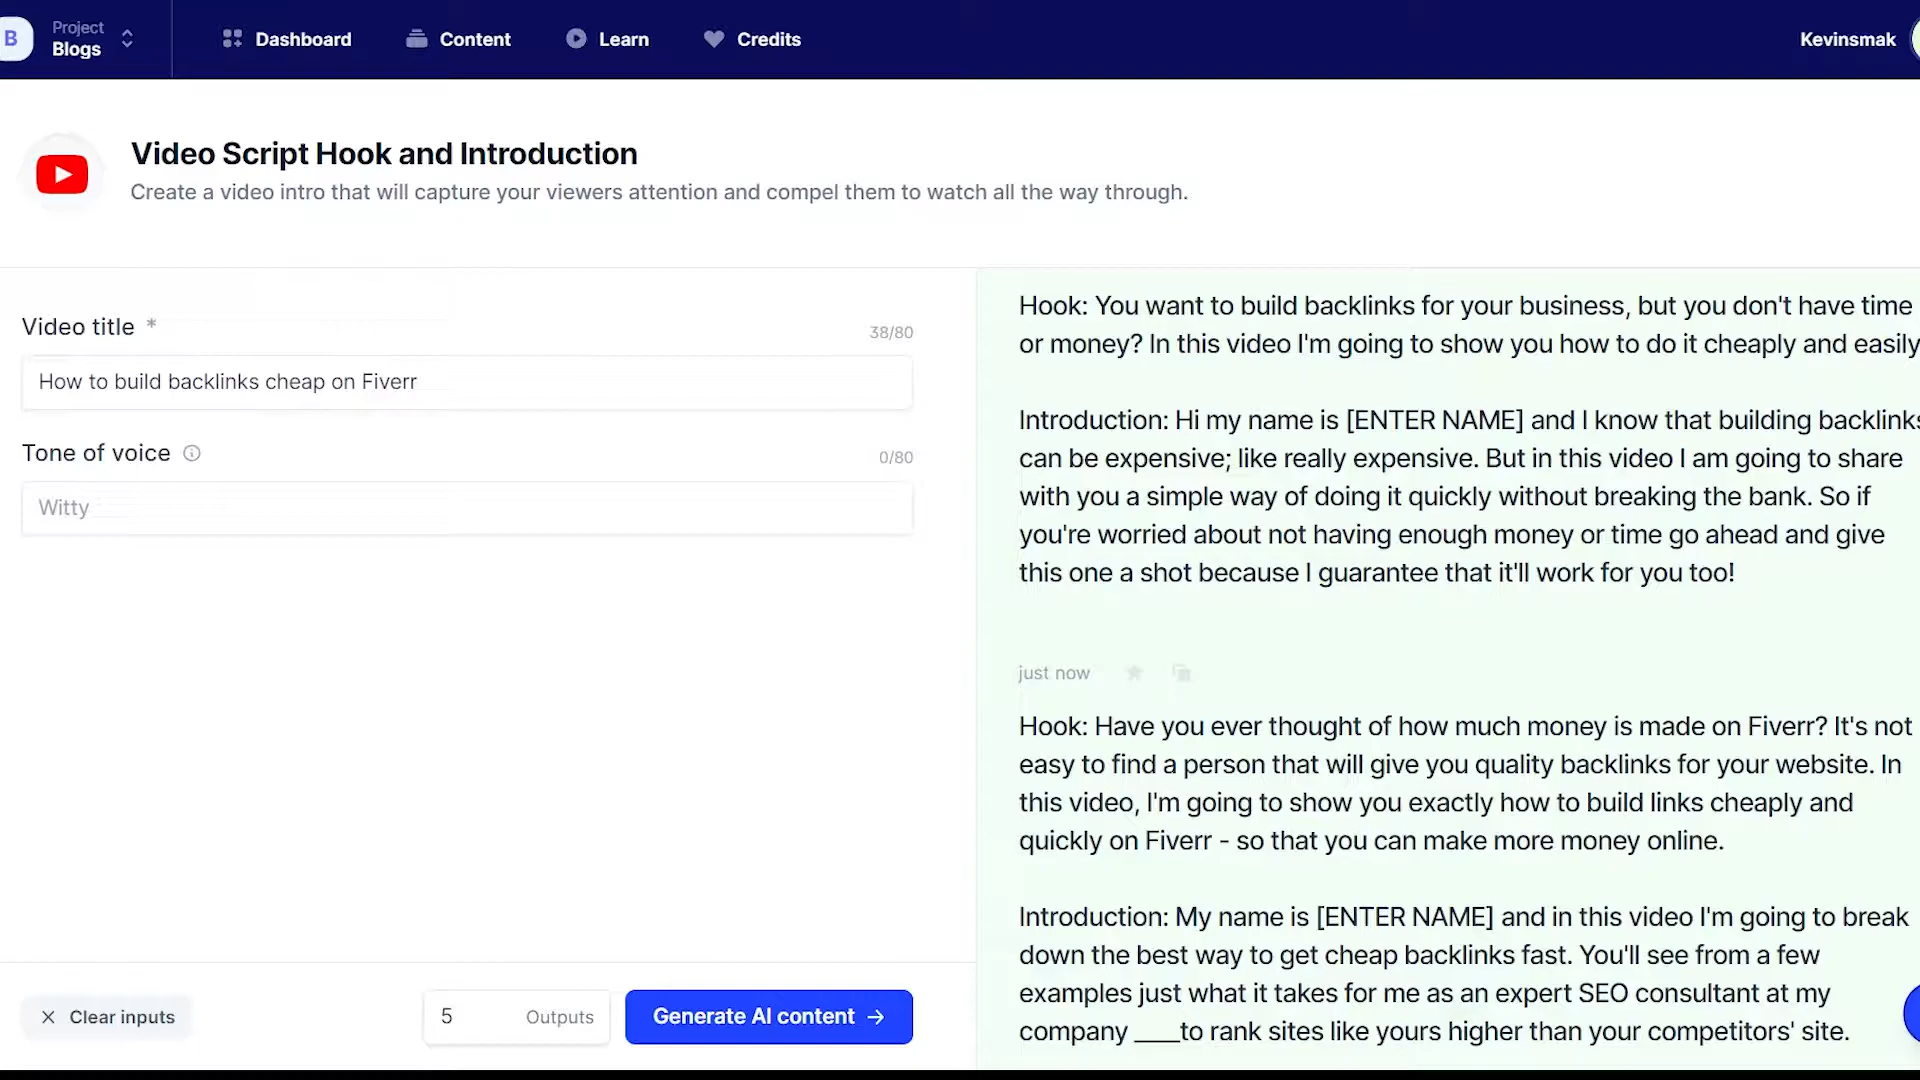 B
Project
Blogs
Dashboard
Content
Learn
Credits
Kevinsmak
Video Script Hook and Introduction
Create a video intro that will capture your viewers attention and compel them to watch all the way through.
Video title *
38/80
How to build backlinks cheap on Fiverr
Tone of voice
0/80
Witty
Clear inputs
5 Outputs
Generate AI content →
Hook: You want to build backlinks for your business, but you don't have time
or money? In this video I'm going to show you how to do it cheaply and easily
Introduction: Hi my name is [ENTER NAME] and I know that building backlinks
can be expensive; like really expensive. But in this video I am going to share
with you a simple way of doing it quickly without breaking the bank. So if
you're worried about not having enough money or time go ahead and give
this one a shot because I guarantee that it'll work for you too!
just now
Hook: Have you ever thought of how much money is made on Fiverr? It's not
easy to find a person that will give you quality backlinks for your website. In
this video, I'm going to show you exactly how to build links cheaply and
quickly on Fiverr - so that you can make more money online.
Introduction: My name is [ENTER NAME] and in this video I'm going to break
down the best way to get cheap backlinks fast. You'll see from a few
examples just what it takes for me as an expert SEO consultant at my
company ____to rank sites like yours higher than your competitors' site.